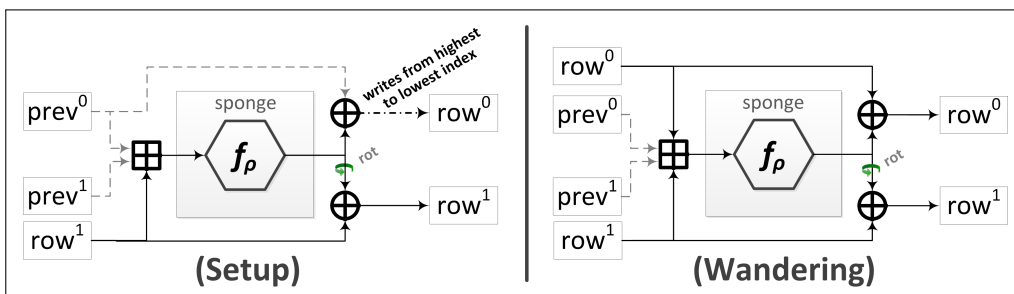 prev⁰
prev¹
row¹
sponge
fρ
rot
writes from highest
to lowest index
row⁰
row¹
(Setup)
row⁰
prev⁰
prev¹
row¹
sponge
fρ
rot
row⁰
row¹
(Wandering)